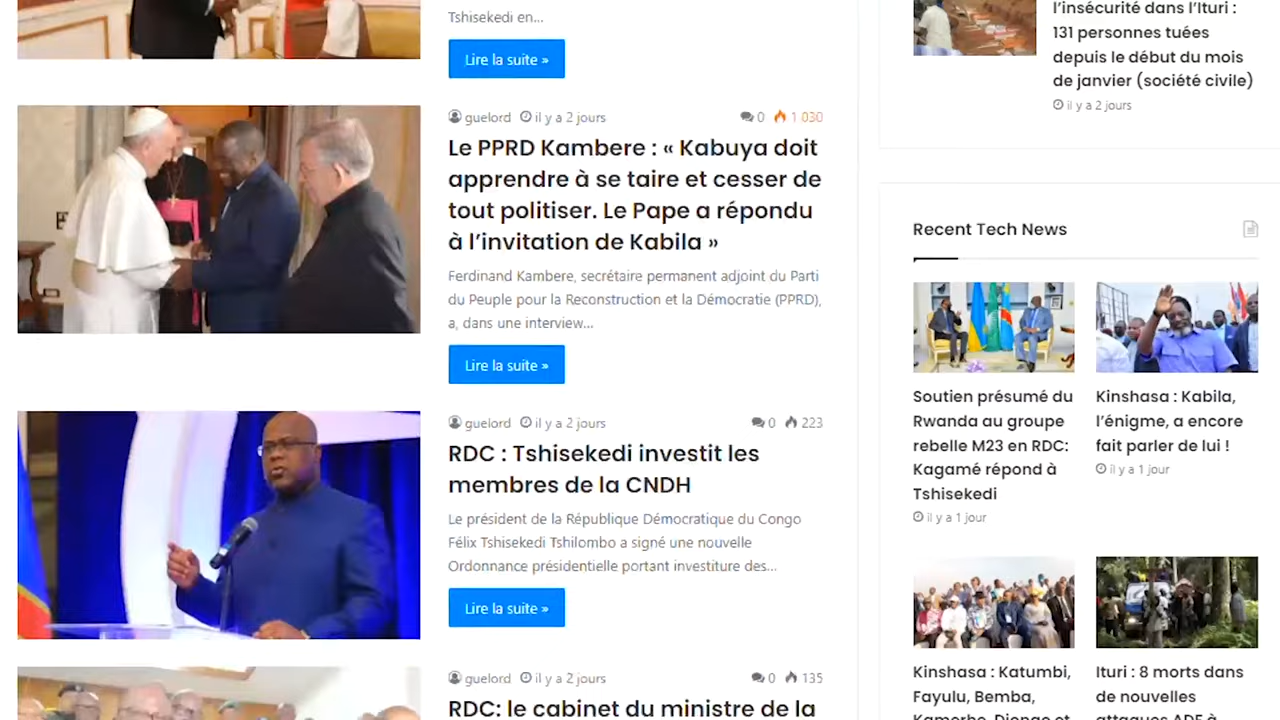 Tshisekedi en...
Lire la suite »
guelord il y a 2 jours 0 1 030
Le PPRD Kambere : « Kabuya doit
apprendre à se taire et cesser de
tout politiser. Le Pape a répondu
à l’invitation de Kabila »
Ferdinand Kambere, secrétaire permanent adjoint du Parti
du Peuple pour la Reconstruction et la Démocratie (PPRD),
a, dans une interview...
Lire la suite »
guelord il y a 2 jours 0 223
RDC : Tshisekedi investit les
membres de la CNDH
Le président de la République Démocratique du Congo
Félix Tshisekedi Tshilombo a signé une nouvelle
Ordonnance présidentielle portant investiture des...
Lire la suite »
guelord il y a 2 jours 0 135
RDC: le cabinet du ministre de la
l’insécurité dans l’Ituri :
131 personnes tuées
depuis le début du mois
de janvier (société civile)
il y a 2 jours
Recent Tech News
Soutien présumé du
Rwanda au groupe
rebelle M23 en RDC:
Kagamé répond à
Tshisekedi
il y a 1 jour
Kinshasa : Kabila,
l’énigme, a encore
fait parler de lui !
il y a 1 jour
Kinshasa : Katumbi,
Fayulu, Bemba,
Kamerhe, Diongo et
Ituri : 8 morts dans
de nouvelles
attaques ADF à